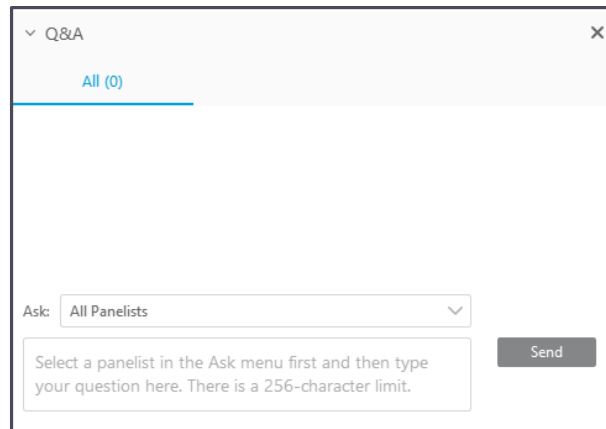 Q&A
All (0)
Ask: All Panelists
Select a panelist in the Ask menu first and then type
your question here. There is a 256-character limit.
Send